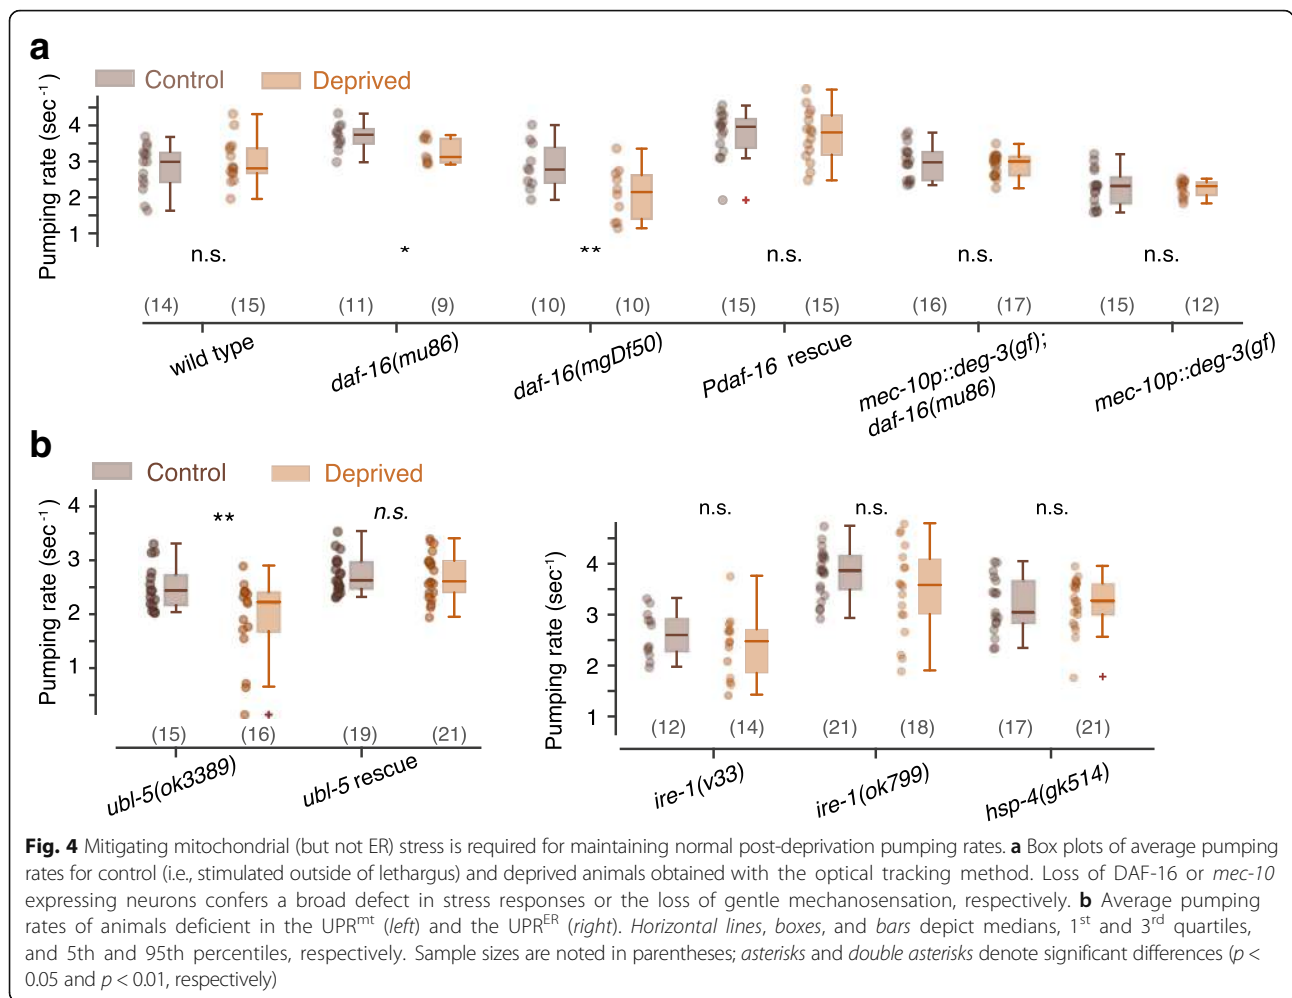 a
Control Deprived
Pumping rate (sec-1)
4
3
2
1
n.s. * ** n.s. n.s. n.s.
(14) (15) (11) (9) (10) (10) (15) (15) (16) (17) (15) (12)
wild type
daf-16(mu86)
daf-16(mgDf50)
Pdaf-16 rescue
mec-10p::deg-3(gf);
daf-16(mu86)
mec-10p::deg-3(gf)
b
Control Deprived
Pumping rate (sec-1)
4
3
2
1
** n.s.
(15) (16) (19) (21)
ubl-5(ok3389)
ubl-5 rescue
Pumping rate (sec-1)
4
3
2
1
n.s. n.s. n.s.
(12) (14) (21) (18) (17) (21)
ire-1(v33)
ire-1(ok799)
hsp-4(gk514)
Fig. 4 Mitigating mitochondrial (but not ER) stress is required for maintaining normal post-deprivation pumping rates. a Box plots of average pumping
rates for control (i.e., stimulated outside of lethargus) and deprived animals obtained with the optical tracking method. Loss of DAF-16 or mec-10
expressing neurons confers a broad defect in stress responses or the loss of gentle mechanosensation, respectively. b Average pumping
rates of animals deficient in the UPRmt (left) and the UPRER (right). Horizontal lines, boxes, and bars depict medians, 1st and 3rd quartiles,
and 5th and 95th percentiles, respectively. Sample sizes are noted in parentheses; asterisks and double asterisks denote significant differences (p <
0.05 and p < 0.01, respectively)